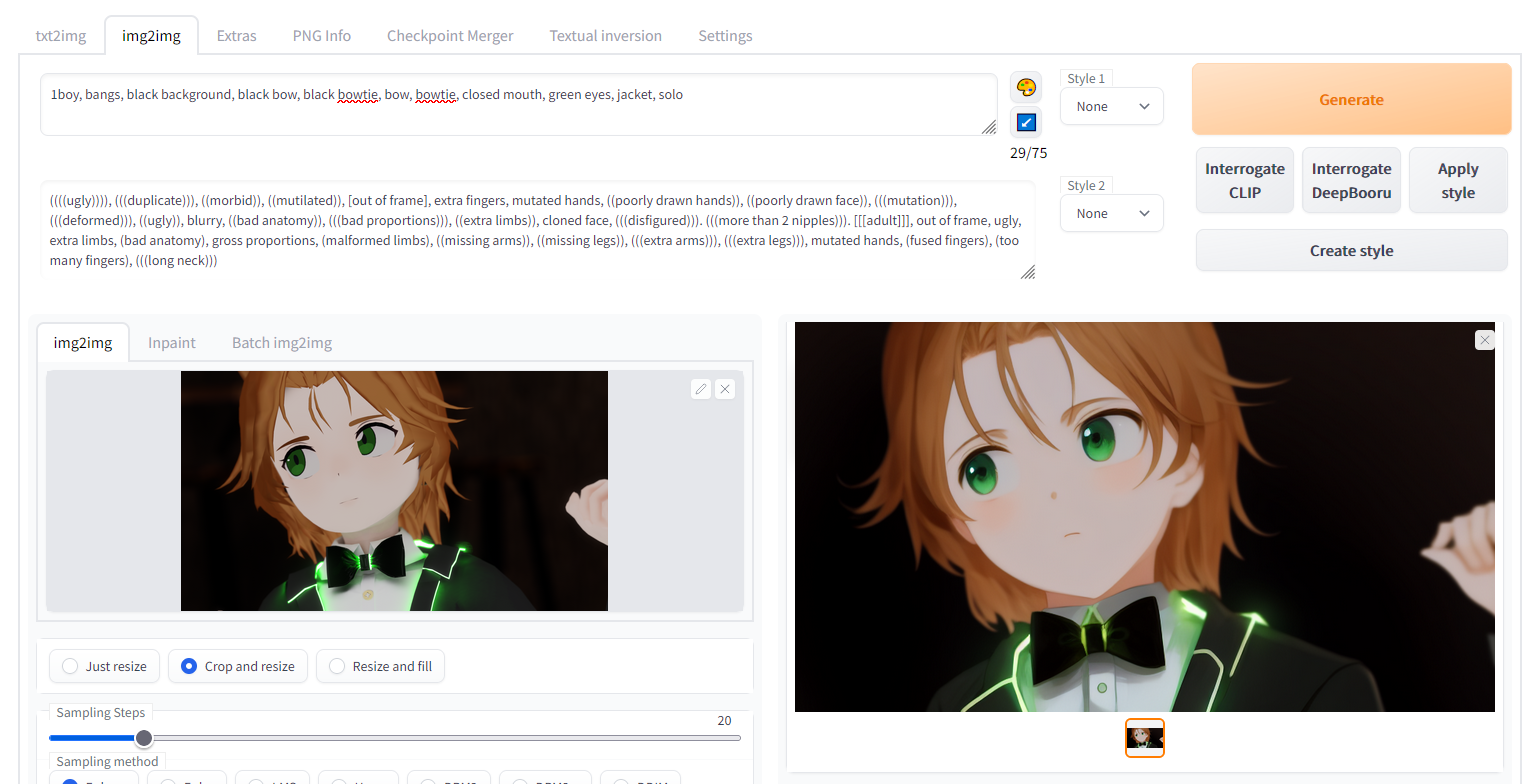 txt2img
img2img
Extras
PNG Info
Checkpoint Merger
Textual inversion
Settings
1boy, bangs, black background, black bow, black bowtie, bow, bowtie, closed mouth, green eyes, jacket, solo
29/75
Style 1
None
Generate
Interrogate
CLIP
Interrogate
DeepBooru
Apply
style
((((ugly)))), (((duplicate))), ((morbid)), ((mutilated)), [out of frame], extra fingers, mutated hands, ((poorly drawn hands)), ((poorly drawn face)), (((mutation))),
(((deformed))), ((ugly)), blurry, ((bad anatomy)), (((bad proportions))), ((extra limbs)), cloned face, (((disfigured))). (((more than 2 nipples))). [[[adult]]], out of frame, ugly,
extra limbs, (bad anatomy), gross proportions, (malformed limbs), ((missing arms)), ((missing legs)), (((extra arms))), (((extra legs))), mutated hands, (fused fingers), (too
many fingers), (((long neck)))
Style 2
None
Create style
img2img
Inpaint
Batch img2img
Just resize
Crop and resize
Resize and fill
Sampling Steps
20
Sampling method